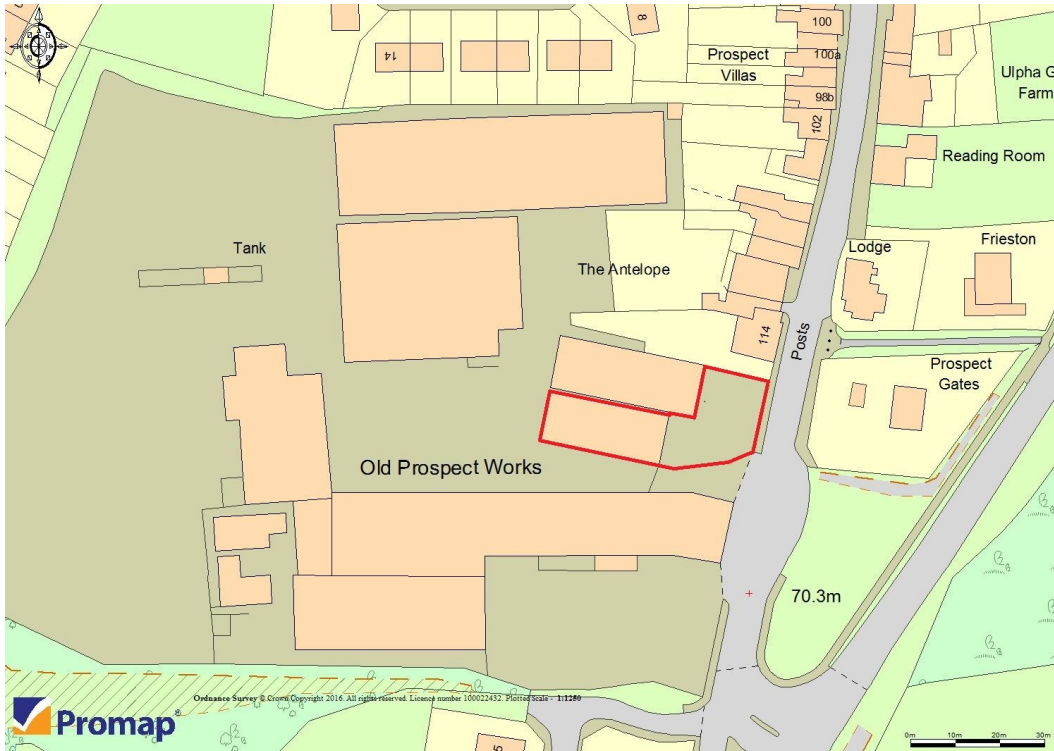 8
100
14
Prospect
Villas
100a
98b
102
Ulpha G
Farm
Reading Room
Tank
The Antelope
Lodge
Frieston
114
Posts
Prospect
Gates
Old Prospect Works
70.3m
Ordnance Survey © Crown Copyright 2016. All rights reserved. Licence number 100022432. Plotted Scale - 1:1250
Promap
5
0m 10m 20m 30m